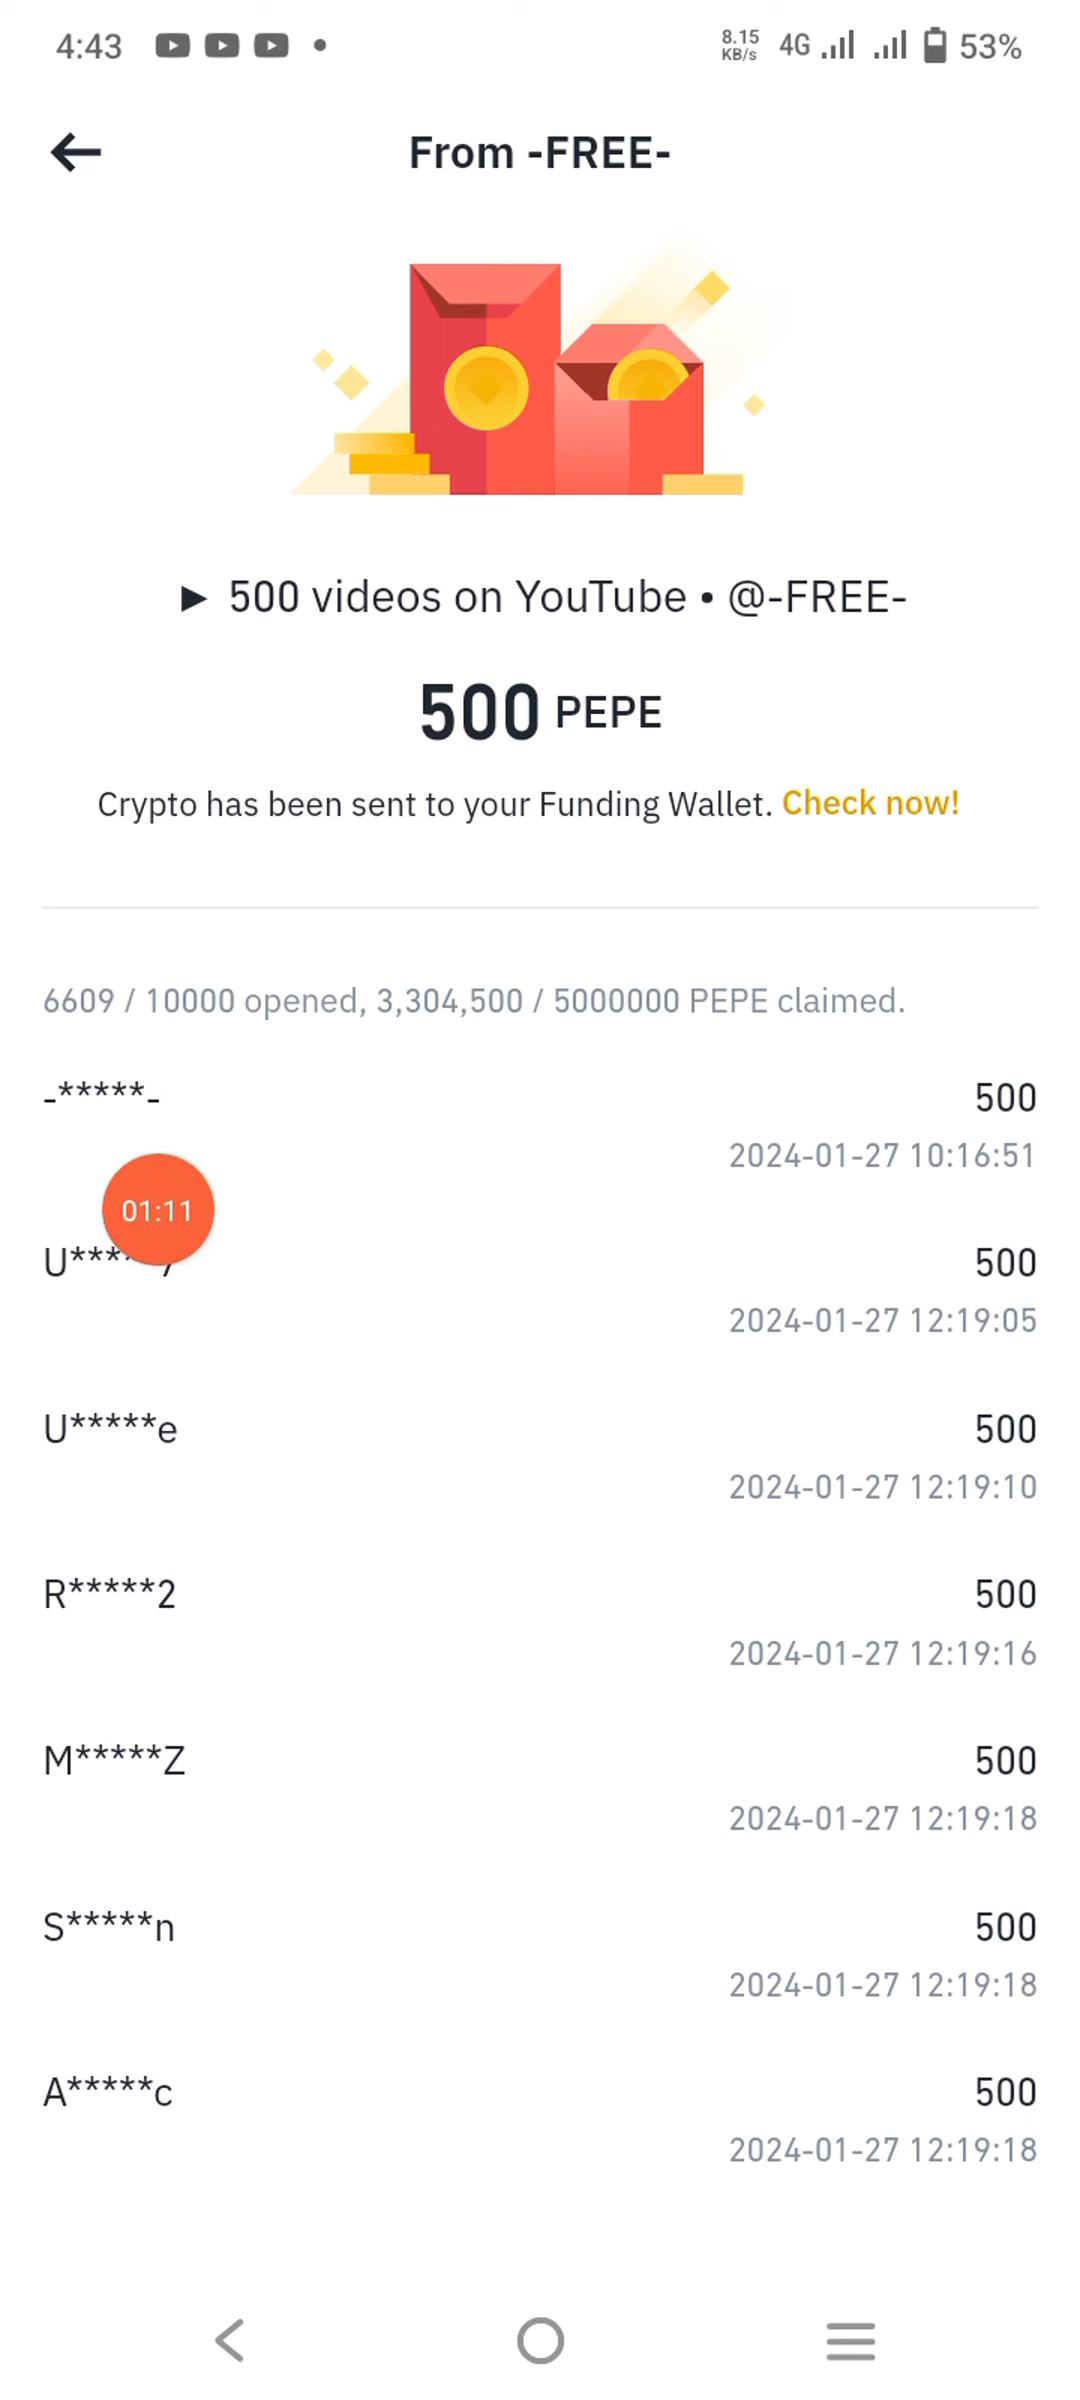 4:43
8.15 KB/s 4G 53%
From -FREE-
► 500 videos on YouTube • @-FREE-
500 PEPE
Crypto has been sent to your Funding Wallet. Check now!
6609 / 10000 opened, 3,304,500 / 5000000 PEPE claimed.
-*****- 500
2024-01-27 10:16:51
01:11
500
2024-01-27 12:19:05
U*****e 500
2024-01-27 12:19:10
R*****2 500
2024-01-27 12:19:16
M*****Z 500
2024-01-27 12:19:18
S*****n 500
2024-01-27 12:19:18
A*****c 500
2024-01-27 12:19:18